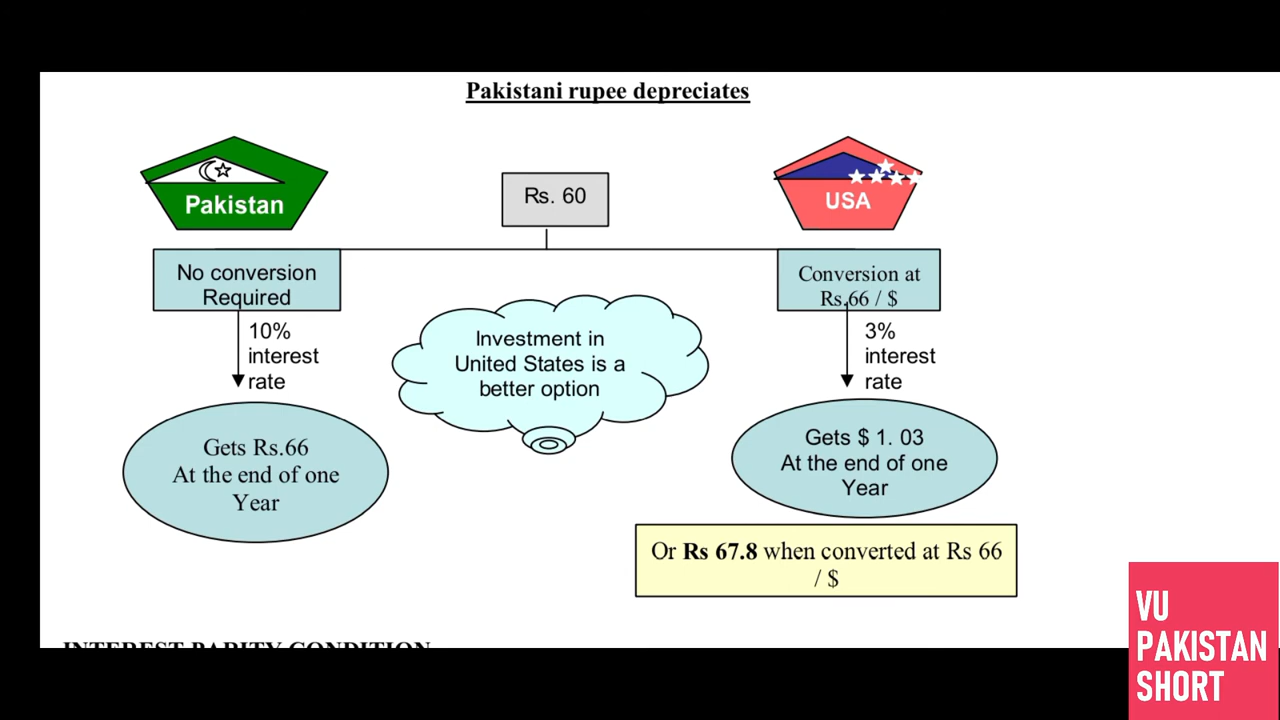 Pakistani rupee depreciates
Pakistan
Rs. 60
USA
No conversion
Required
Conversion at
Rs.66 / $
10%
interest
rate
Investment in
United States is a
better option
3%
interest
rate
Gets Rs.66
At the end of one
Year
Gets $ 1. 03
At the end of one
Year
Or Rs 67.8 when converted at Rs 66
/ $
INTEREST PARITY CONDITION
VU
PAKISTAN
SHORT